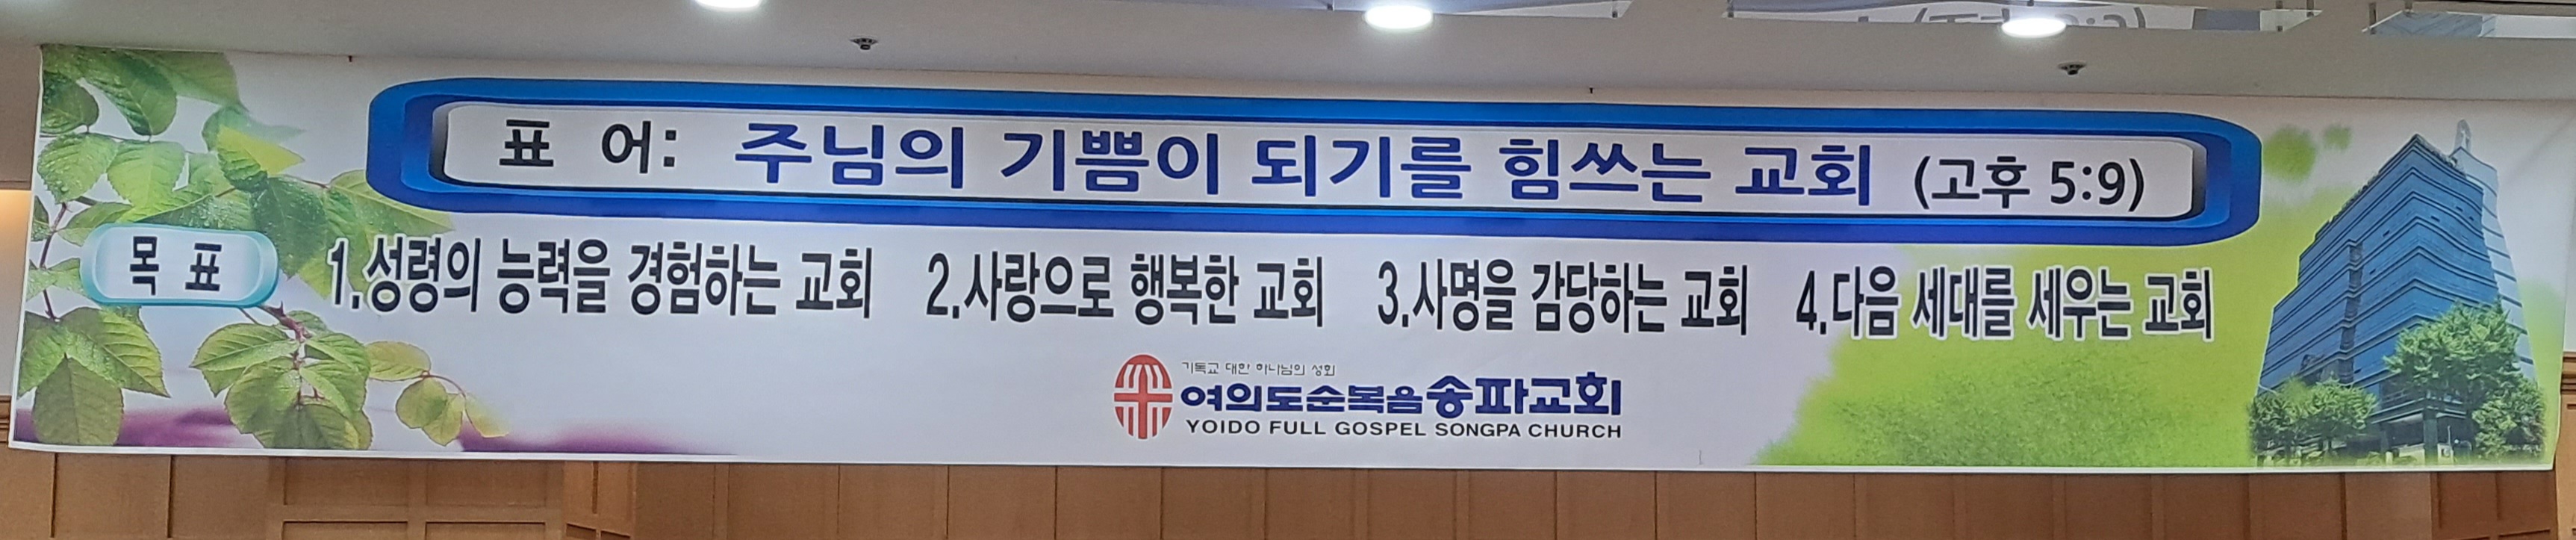 표 어: 주님의 기쁨이 되기를 힘쓰는 교회 (고후 5:9)
목 표 1.성령의 능력을 경험하는 교회 2.사랑으로 행복한 교회 3.사명을 감당하는 교회 4.다음 세대를 세우는 교회
기독교 대한 하나님의 성회
여의도순복음송파교회
YOIDO FULL GOSPEL SONGPA CHURCH